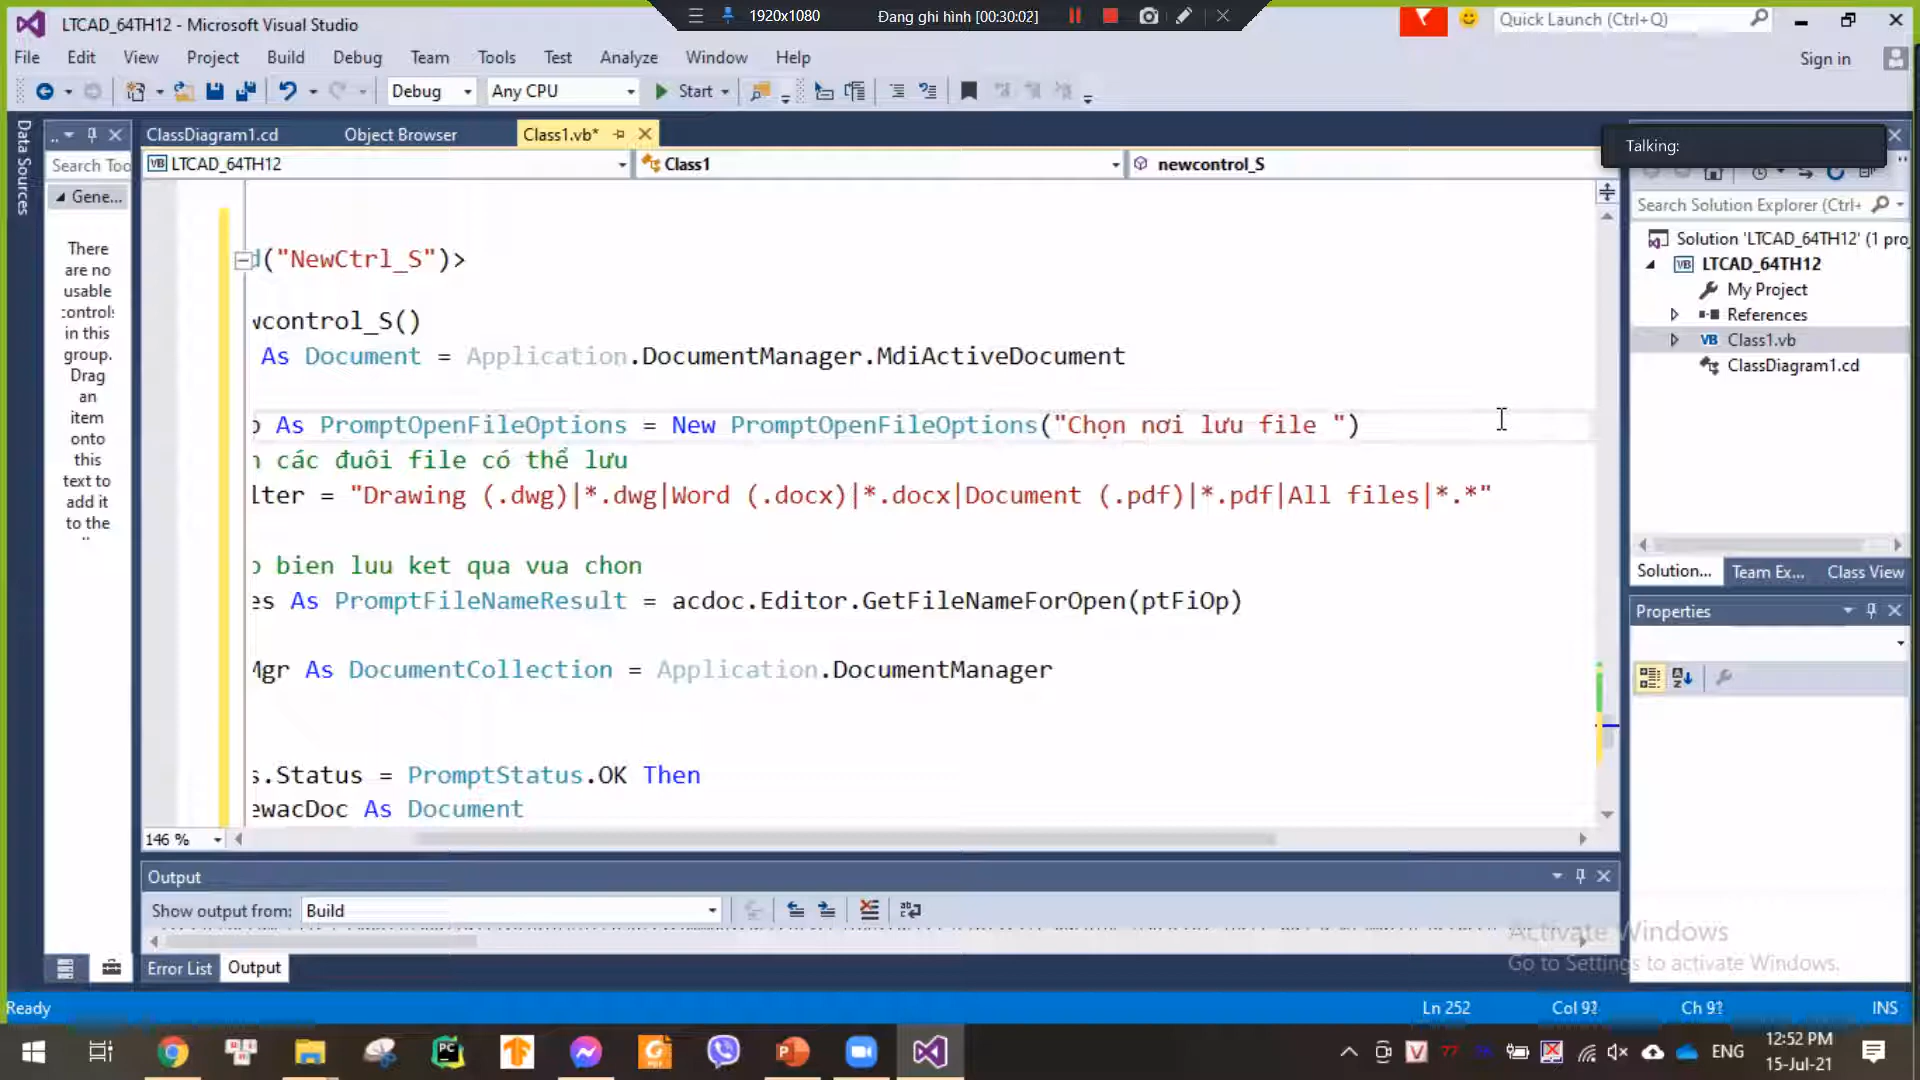 LTCAD_64TH12 - Microsoft Visual Studio
1920x1080
Đang ghi hình [00:30:02]
Quick Launch (Ctrl+Q)
File Edit View Project Build Debug Team Tools Test Analyze Window Help
Sign in
Debug
Any CPU
Start
Data Sources
ClassDiagram1.cd
Object Browser
Class1.vb*
Talking:
Search Too
LTCAD_64TH12
Class1
newcontrol_S
Gene...
There
are no
usable
controls
in this
group.
Drag
an
item
onto
this
text to
add it
to the
("NewCtrl_S")>
control_S()
As Document = Application.DocumentManager.MdiActiveDocument
As PromptOpenFileOptions = New PromptOpenFileOptions("Chọn nơi lưu file ")
các đuôi file có thể lưu
lter = "Drawing (.dwg)|*.dwg|Word (.docx)|*.docx|Document (.pdf)|*.pdf|All files|*.*"
bien luu ket qua vua chon
es As PromptFileNameResult = acdoc.Editor.GetFileNameForOpen(ptFiOp)
Mgr As DocumentCollection = Application.DocumentManager
s.Status = PromptStatus.OK Then
ewacDoc As Document
146 %
Search Solution Explorer (Ctrl+
Solution 'LTCAD_64TH12' (1 proj
LTCAD_64TH12
My Project
References
Class1.vb
ClassDiagram1.cd
Solution... Team Ex... Class View
Properties
Output
Show output from: Build
Error List
Output
Activate Windows
Go to Settings to activate Windows.
Ready
Ln 252
INS
ENG
12:52 PM
15-Jul-21